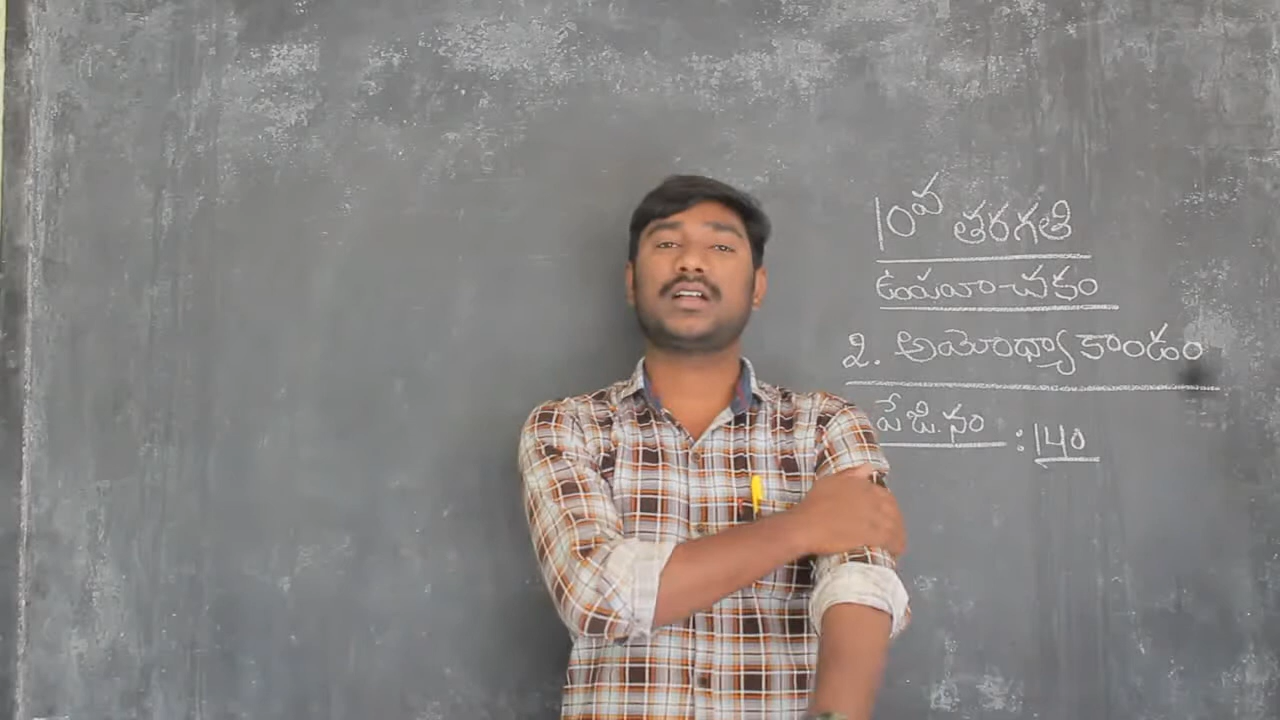 10వ తరగతి
ఉపవాచకం
2. అయోధ్యా కాండం
పేజి.నం :140